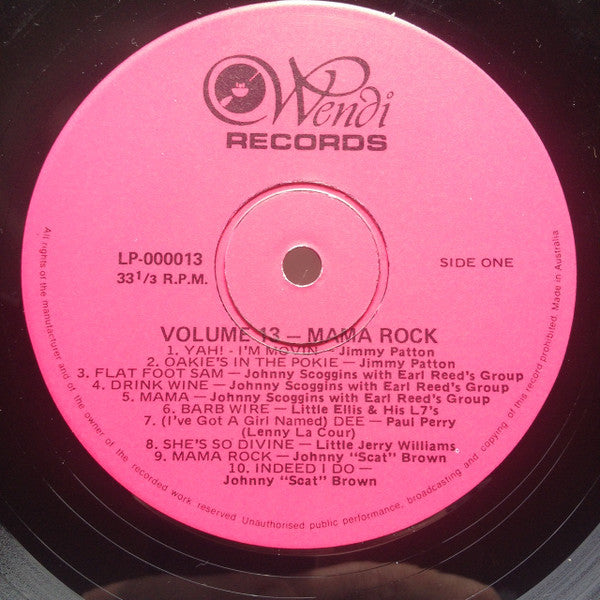 Wendi
RECORDS
LP-000013
33 1/3 R.P.M.
SIDE ONE
VOLUME 13 – MAMA ROCK
1. YAH! - I'M MOVIN' – Jimmy Patton
2. OAKIE'S IN THE POKIE – Jimmy Patton
3. FLAT FOOT SAM – Johnny Scoggins with Earl Reed's Group
4. DRINK WINE – Johnny Scoggins with Earl Reed's Group
5. MAMA – Johnny Scoggins with Earl Reed's Group
6. BARB WIRE – Little Ellis & His L7's
7. (I've Got A Girl Named) DEE – Paul Perry
(Lenny La Cour)
8. SHE'S SO DIVINE – Little Jerry Williams
9. MAMA ROCK – Johnny "Scat" Brown
10. INDEED I DO –
Johnny "Scat" Brown
All rights of the manufacturer and of the owner of the recorded work reserved Unauthorised public performance, broadcasting and copying of this record prohibited. Made in Australia